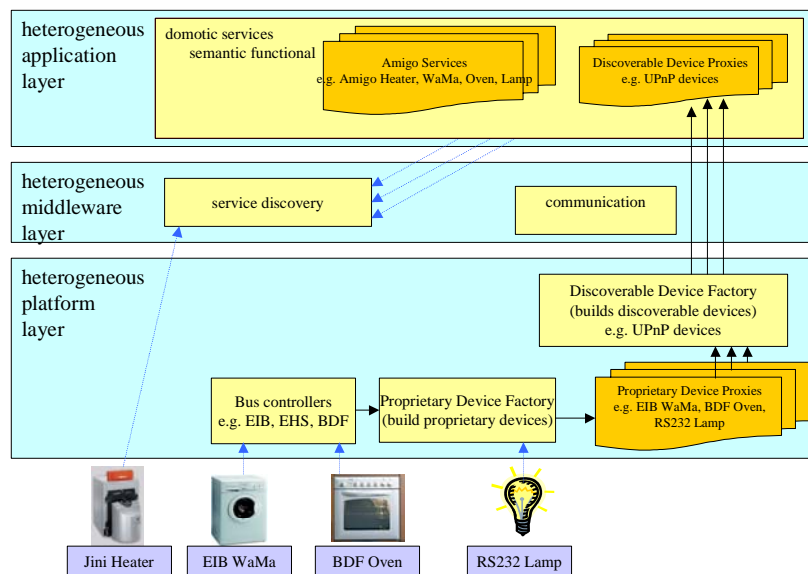 heterogeneous
application
layer
domotic services
semantic functional
Amigo Services
e.g. Amigo Heater, WaMa, Oven, Lamp
Discoverable Device Proxies
e.g. UPnP devices
heterogeneous
middleware
layer
service discovery
communication
heterogeneous
platform
layer
Discoverable Device Factory
(builds discoverable devices)
e.g. UPnP devices
Bus controllers
e.g. EIB, EHS, BDF
Proprietary Device Factory
(build proprietary devices)
Proprietary Device Proxies
e.g. EIB WaMa, BDF Oven,
RS232 Lamp
Jini Heater
EIB WaMa
BDF Oven
RS232 Lamp